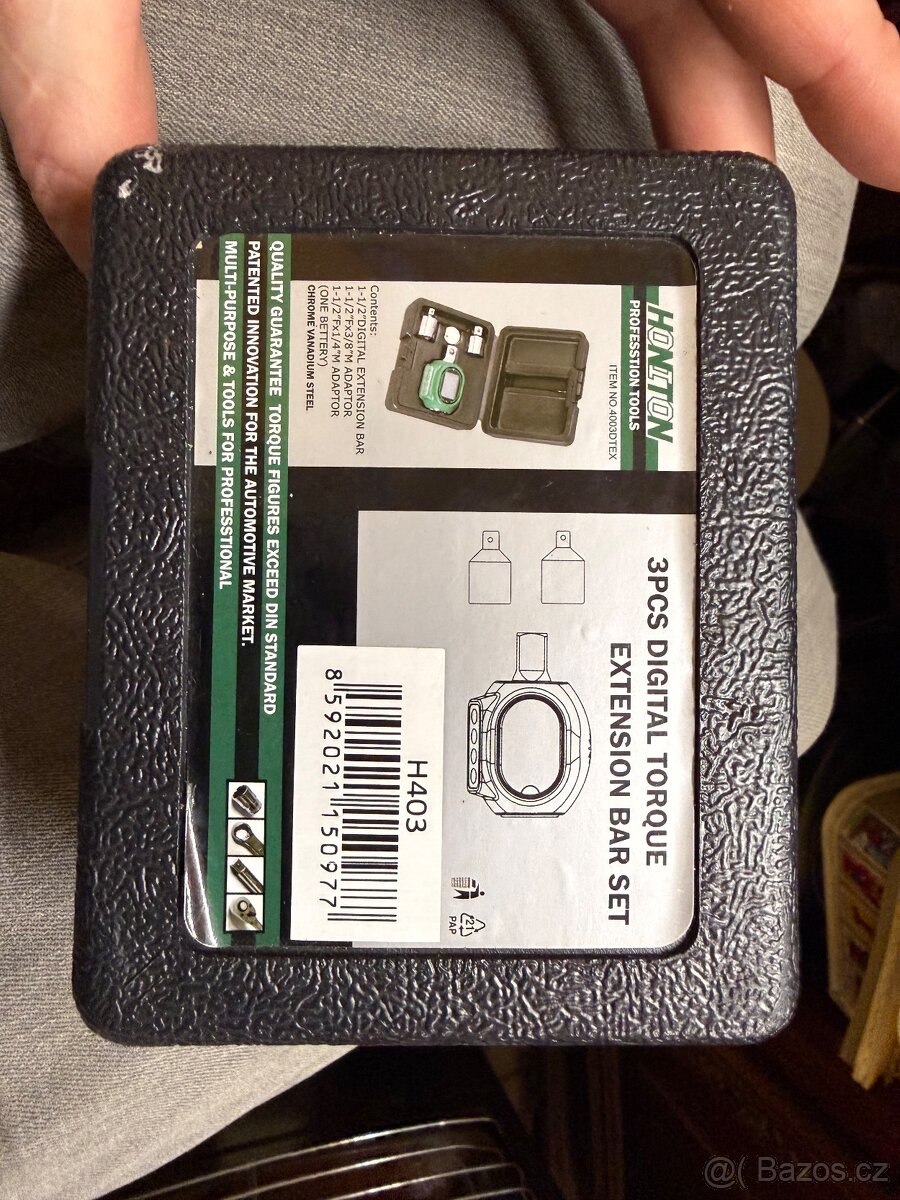 HONITON
PROFESSTION TOOLS
ITEM NO.4003DTEX
Contents:
1-1/2"DIGITAL EXTENSION BAR
1-1/2"Fx3/8"M ADAPTOR
1-1/2"Fx1/4"M ADAPTOR
(ONE BETTERY)
CHROME VANADIUM STEEL
QUALITY GUARANTEE TORQUE FIGURES EXCEED DIN STANDARD
PATENTED INNOVATION FOR THE AUTOMOTIVE MARKET.
MULTI-PURPOSE & TOOLS FOR PROFESSTIONAL
3PCS DIGITAL TORQUE
EXTENSION BAR SET
21
PAP
H403
8 592021 150977
@( Bazos.cz